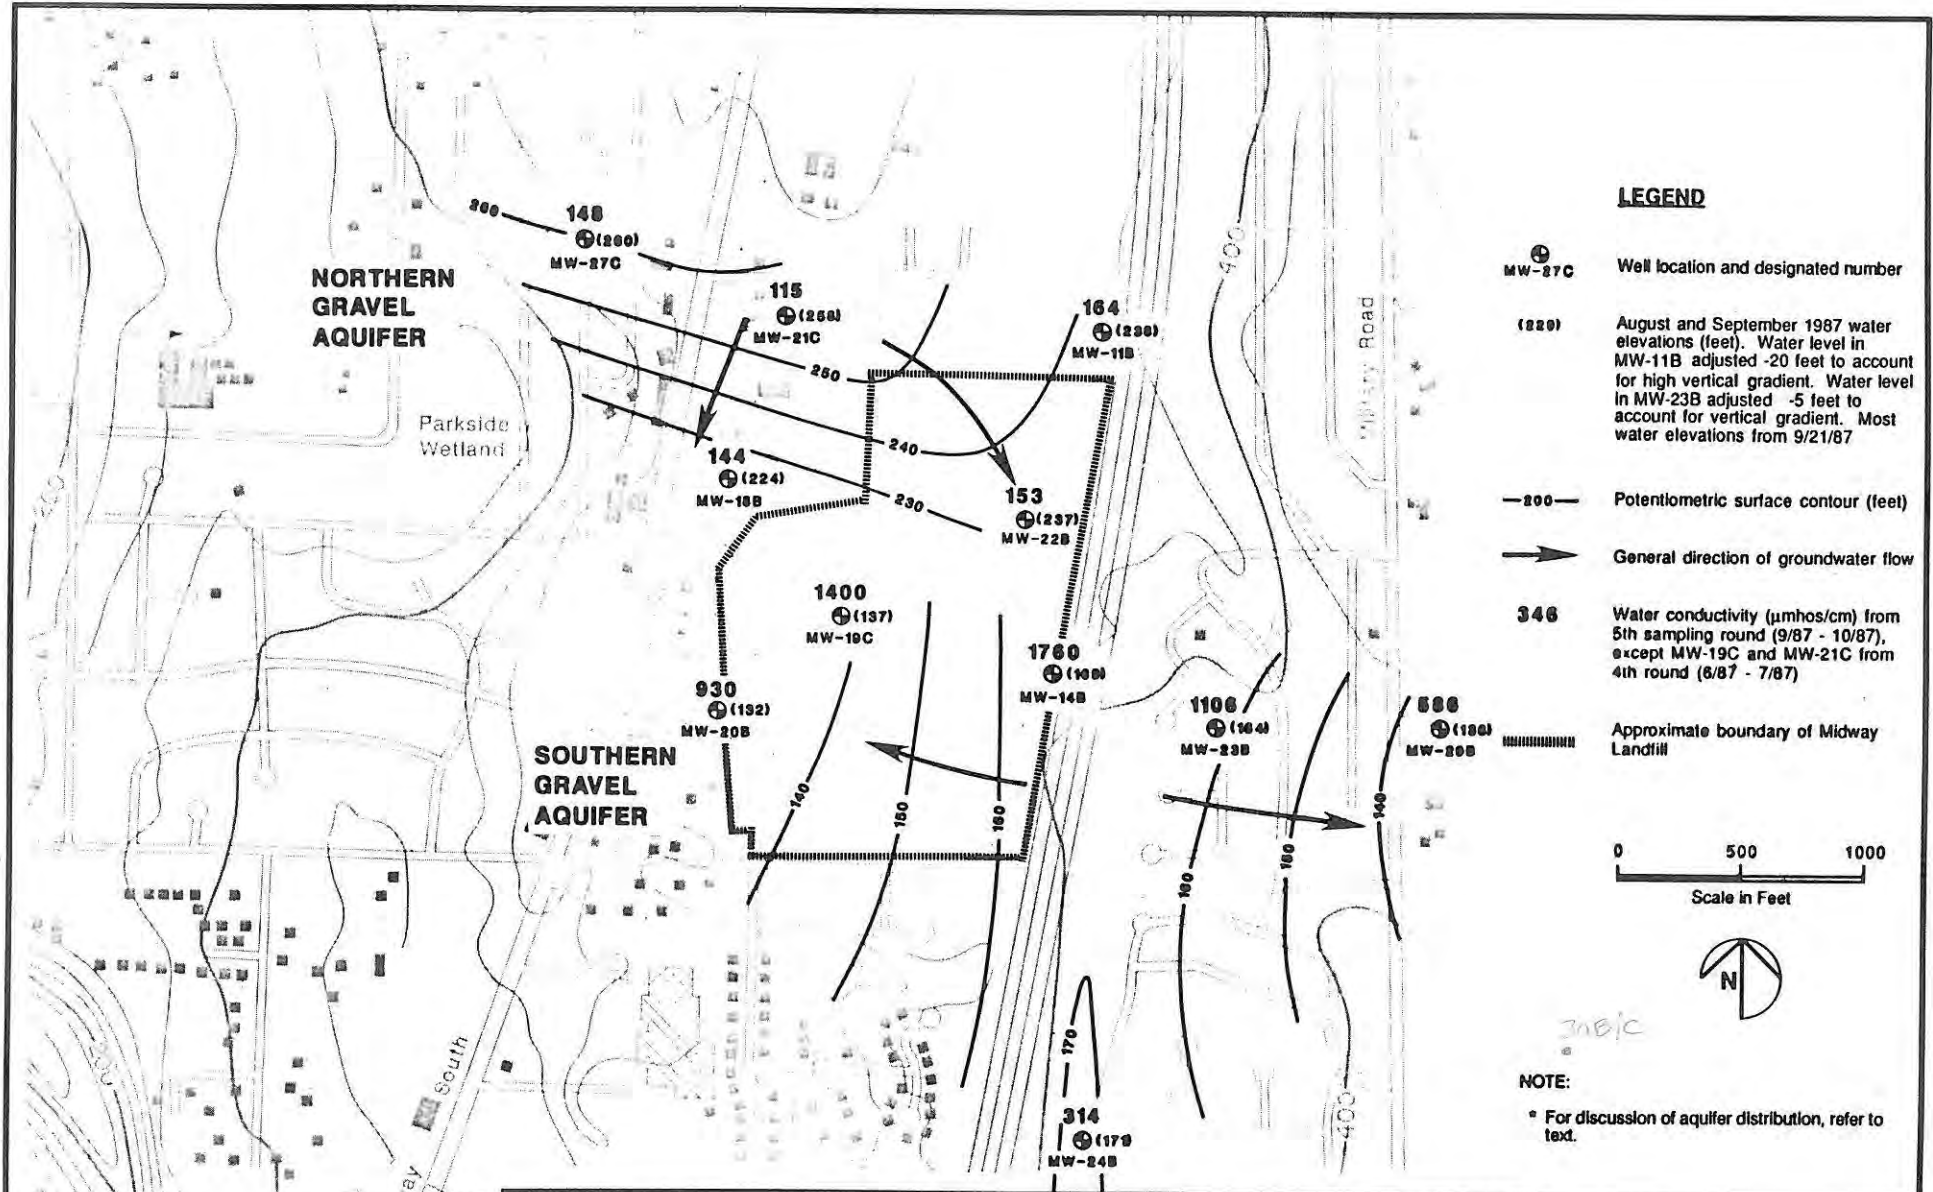 NORTHERN
GRAVEL
AQUIFER
148
(260)
MW-27C
115
(258)
MW-21C
164
(236)
MW-11B
250
240
230
Parkside
Wetland
144
(224)
MW-18B
153
(237)
MW-22B
400
1400
(137)
MW-19C
1760
MW-14B
930
(132)
MW-20B
1106
(164)
MW-23B
SOUTHERN
GRAVEL
AQUIFER
140
150
160
160
140
170
314
MW-24B
400
South
LEGEND
MW-27C
Well location and designated number
August and September 1987 water
elevations (feet). Water level in
MW-11B adjusted -20 feet to account
for high vertical gradient. Water level
in MW-23B adjusted -5 feet to
account for vertical gradient. Most
water elevations from 9/21/87
200
Potentiometric surface contour (feet)
General direction of groundwater flow
346
Water conductivity (µmhos/cm) from
5th sampling round (9/87 - 10/87),
except MW-19C and MW-21C from
4th round (6/87 - 7/87)
Approximate boundary of Midway
Landfill
0 500 1000
Scale in Feet
N
NOTE:
* For discussion of aquifer distribution, refer to
text.